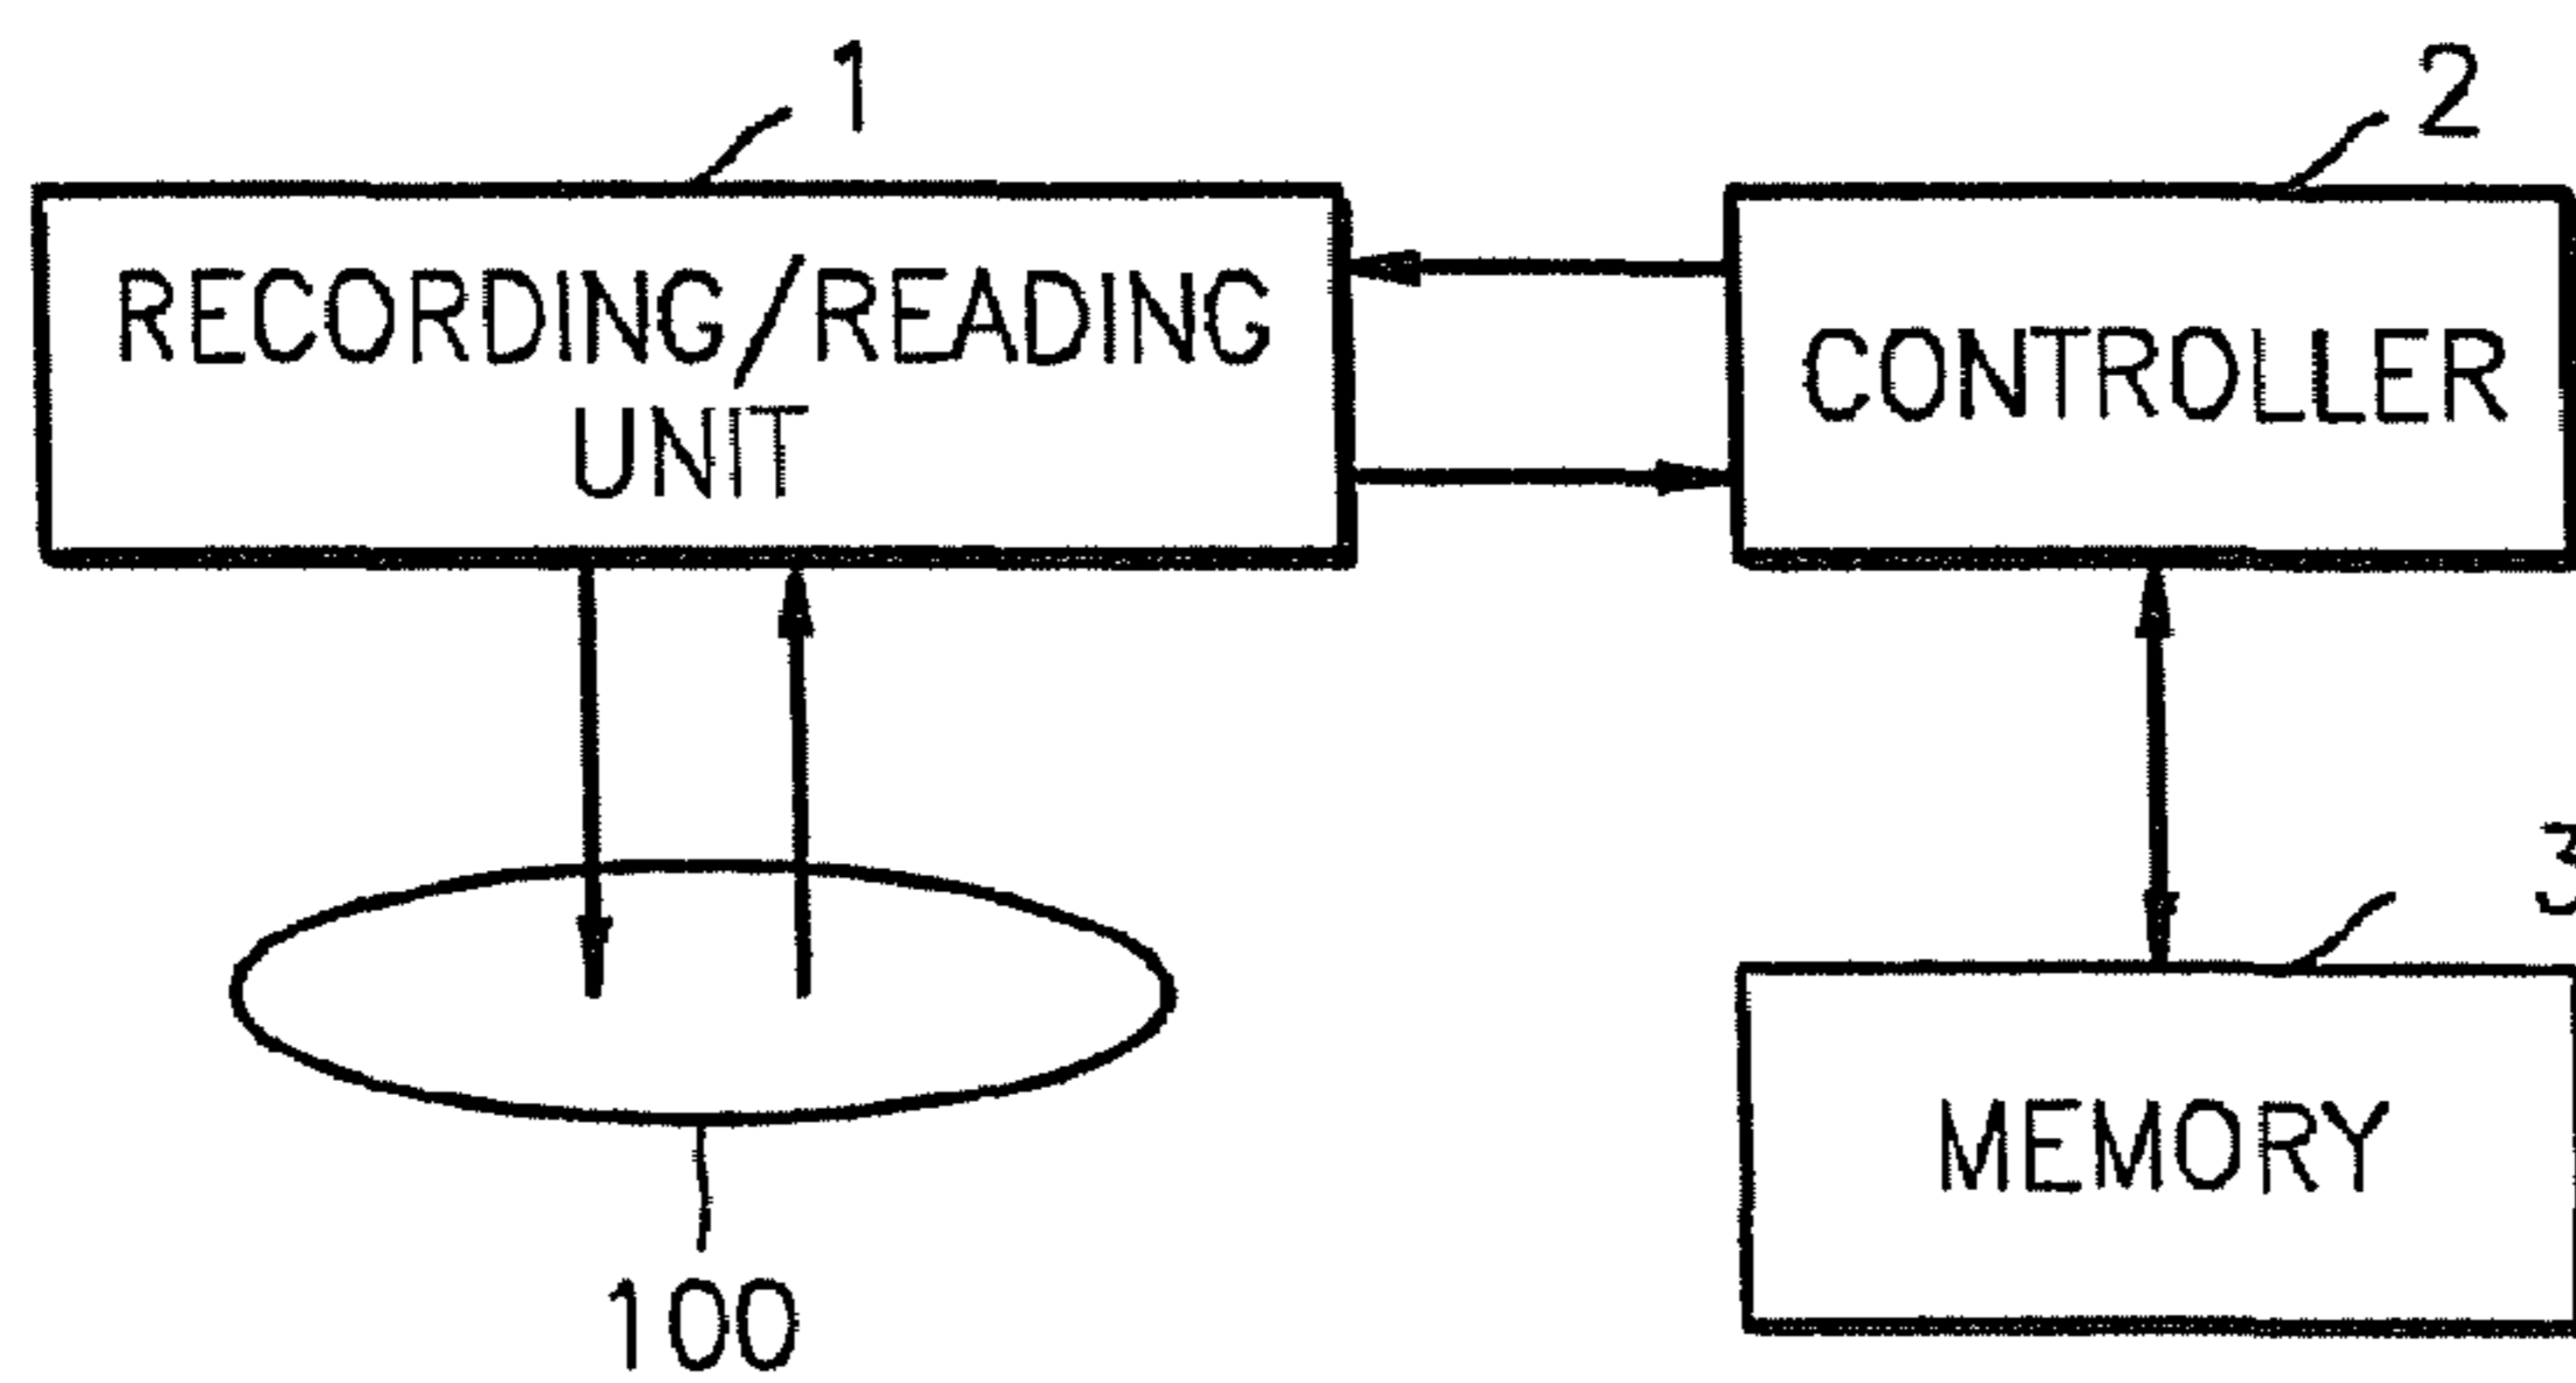 1
2
RECORDING/READING
UNIT
CONTROLLER
3
MEMORY
100